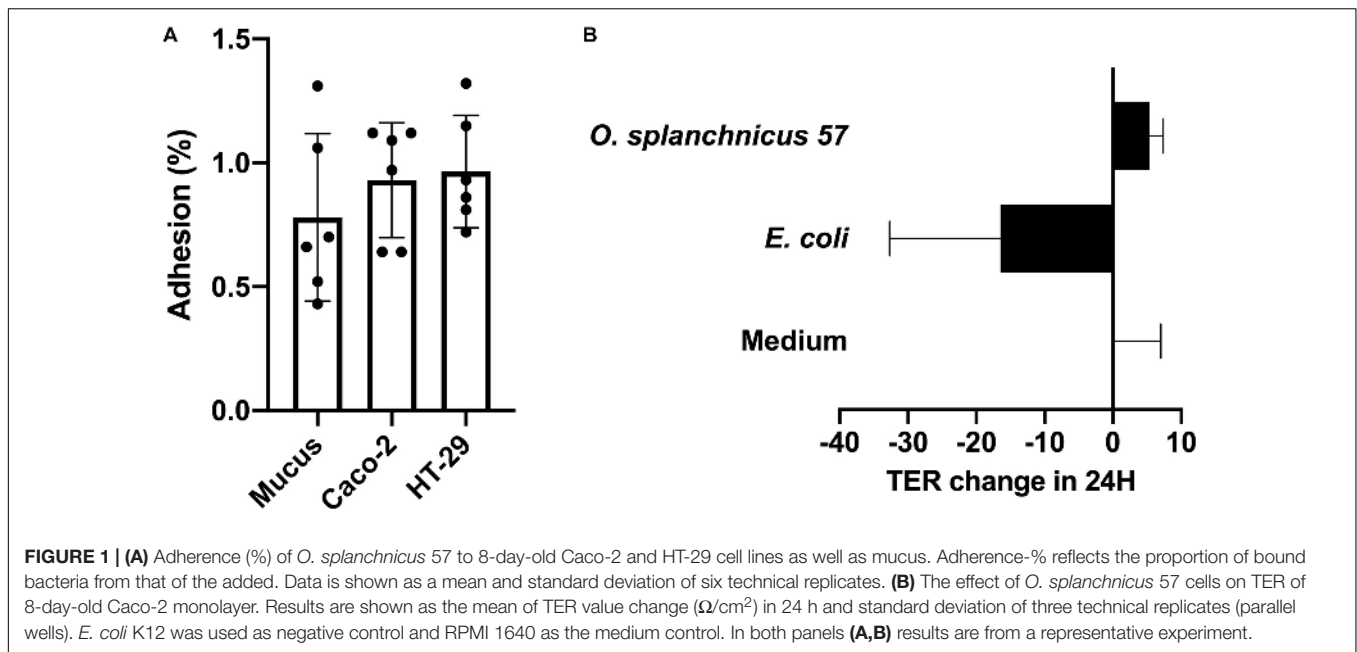 A
1.5
1.0
0.5
0.0
Adhesion (%)
Mucus
Caco-2
HT-29
B
O. splanchnicus 57
E. coli
Medium
-40 -30 -20 -10 0 10
TER change in 24H
FIGURE 1 | (A) Adherence (%) of O. splanchnicus 57 to 8-day-old Caco-2 and HT-29 cell lines as well as mucus. Adherence-% reflects the proportion of bound
bacteria from that of the added. Data is shown as a mean and standard deviation of six technical replicates. (B) The effect of O. splanchnicus 57 cells on TER of
8-day-old Caco-2 monolayer. Results are shown as the mean of TER value change (Ω/cm²) in 24 h and standard deviation of three technical replicates (parallel
wells). E. coli K12 was used as negative control and RPMI 1640 as the medium control. In both panels (A,B) results are from a representative experiment.